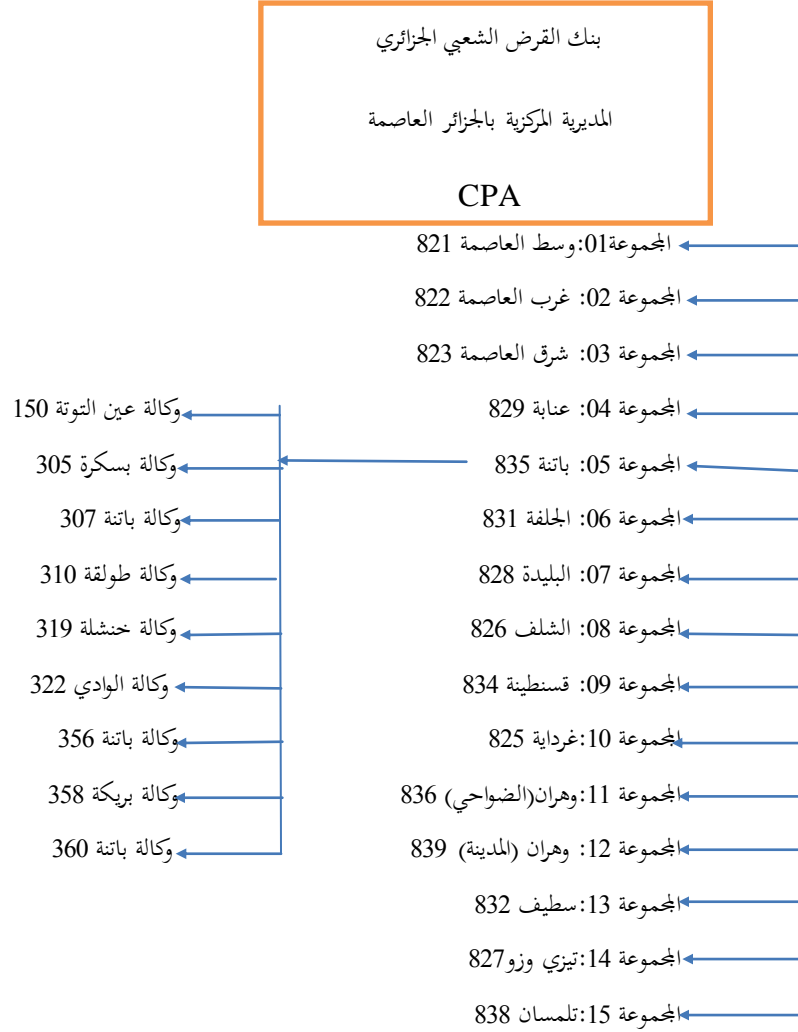 بنك القرض الشعبي الجزائري
المديرية المركزية بالجزائر العاصمة
CPA
المجموعة01:وسط العاصمة 821
المجموعة 02: غرب العاصمة 822
المجموعة 03: شرق العاصمة 823
المجموعة 04: عنابة 829
المجموعة 05: باتنة 835
المجموعة 06: الجلفة 831
المجموعة 07: البليدة 828
المجموعة 08: الشلف 826
المجموعة 09: قسنطينة 834
المجموعة 10:غرداية 825
المجموعة 11:وهران(الضواحي) 836
المجموعة 12: وهران (المدينة) 839
المجموعة 13:سطيف 832
المجموعة 14:تيزي وزو827
المجموعة 15:تلمسان 838
وكالة عين التوتة 150
وكالة بسكرة 305
وكالة باتنة 307
وكالة طولقة 310
وكالة خنشلة 319
وكالة الوادي 322
وكالة باتنة 356
وكالة بريكة 358
وكالة باتنة 360